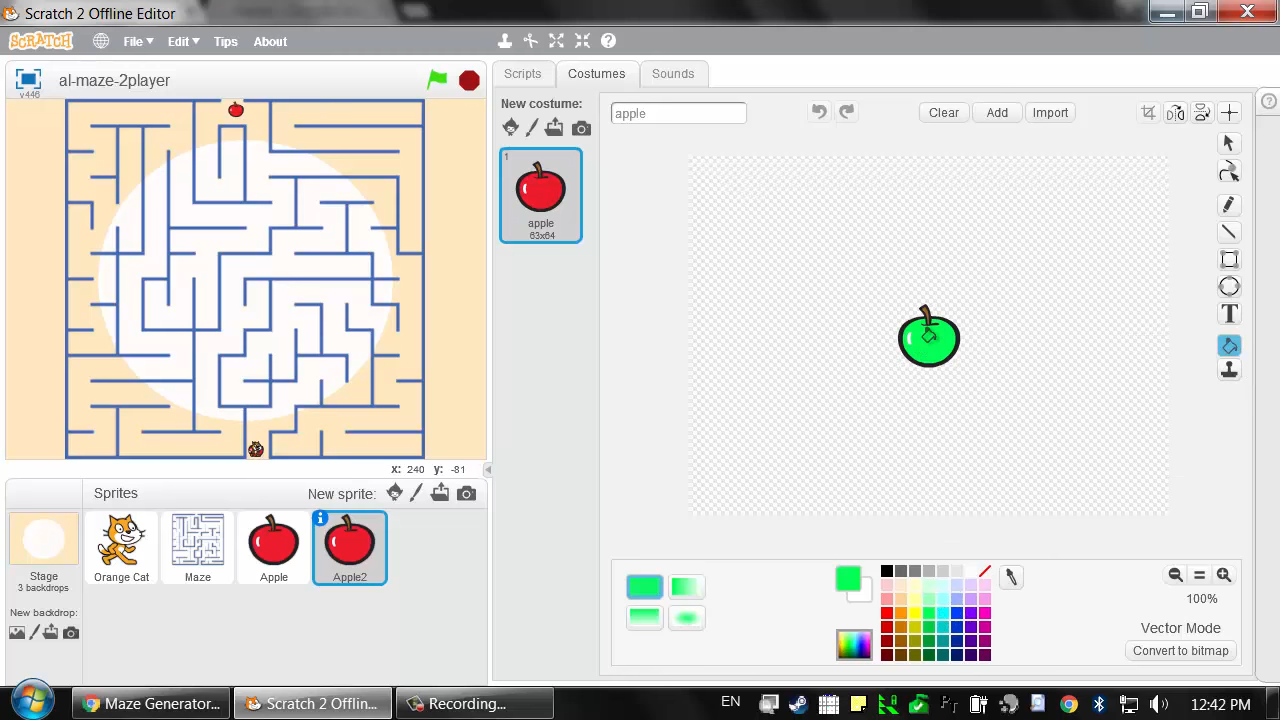 Scratch 2 Offline Editor
SCRATCH File Edit Tips About
v446
al-maze-2player
Scripts Costumes Sounds
New costume:
1
apple
63x64
apple
Clear Add Import
T
x: 240 y: -81
Sprites New sprite:
Stage
3 backdrops
New backdrop:
Orange Cat Maze Apple Apple2
100%
Vector Mode
Convert to bitmap
Maze Generator... Scratch 2 Offlin... Recording... EN 12:42 PM